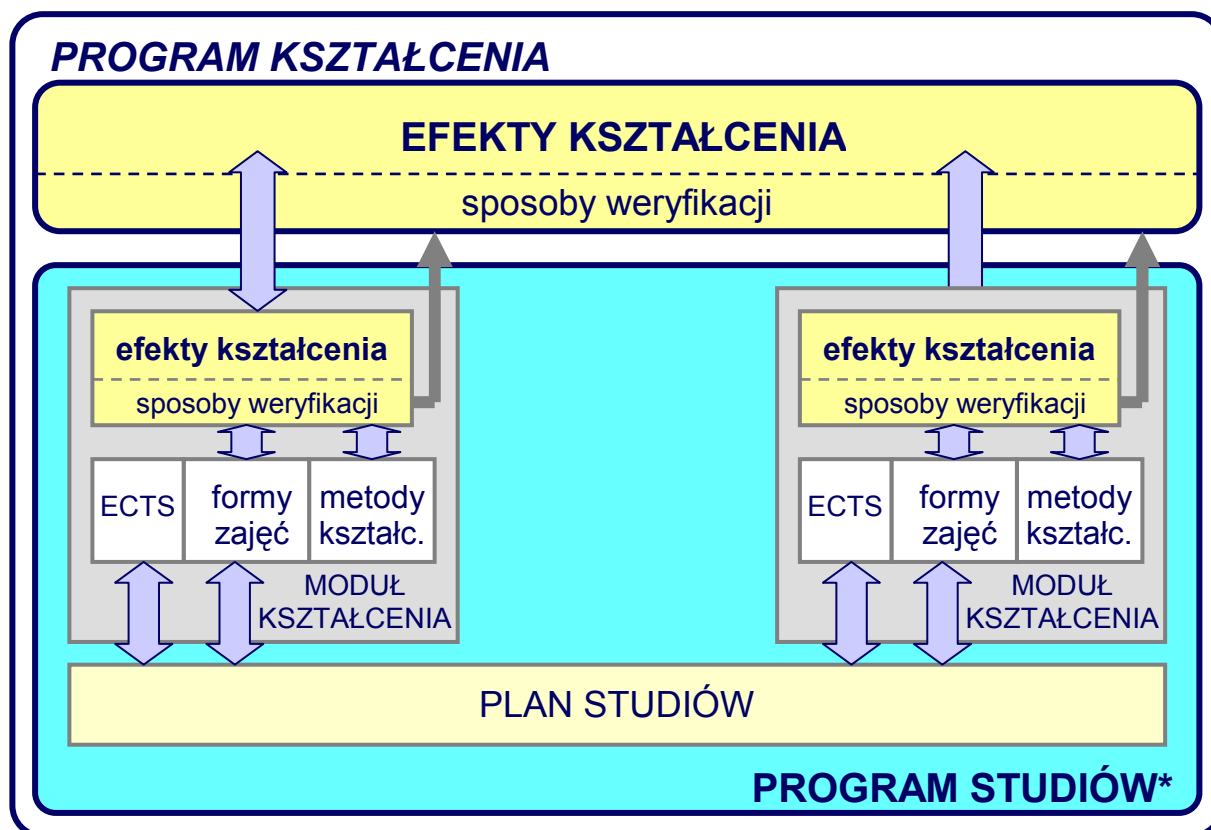 PROGRAM KSZTAŁCENIA
EFEKTY KSZTAŁCENIA
sposoby weryfikacji
efekty kształcenia
sposoby weryfikacji
ECTS
formy
zajęć
metody
kształc.
MODUŁ
KSZTAŁCENIA
efekty kształcenia
sposoby weryfikacji
ECTS
formy
zajęć
metody
kształc.
MODUŁ
KSZTAŁCENIA
PLAN STUDIÓW
PROGRAM STUDIÓW*